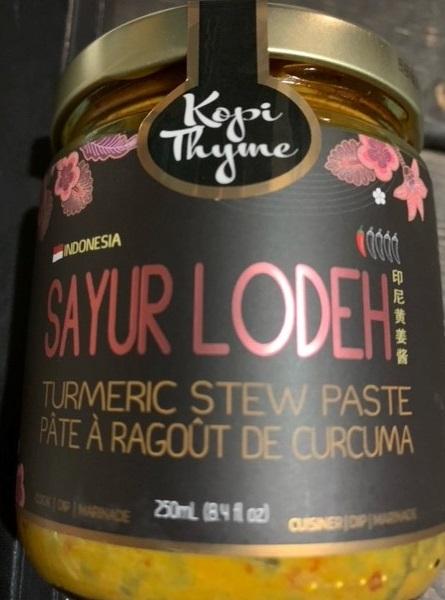 Kopi
Thyme
INDONESIA
SAYUR LODEH
印尼黄姜酱
TURMERIC STEW PASTE
PÂTE À RAGOÛT DE CURCUMA
COOK | DIP | MARINADE
250mL (8.4 fl oz)
CUISINER | DIP | MARINADE